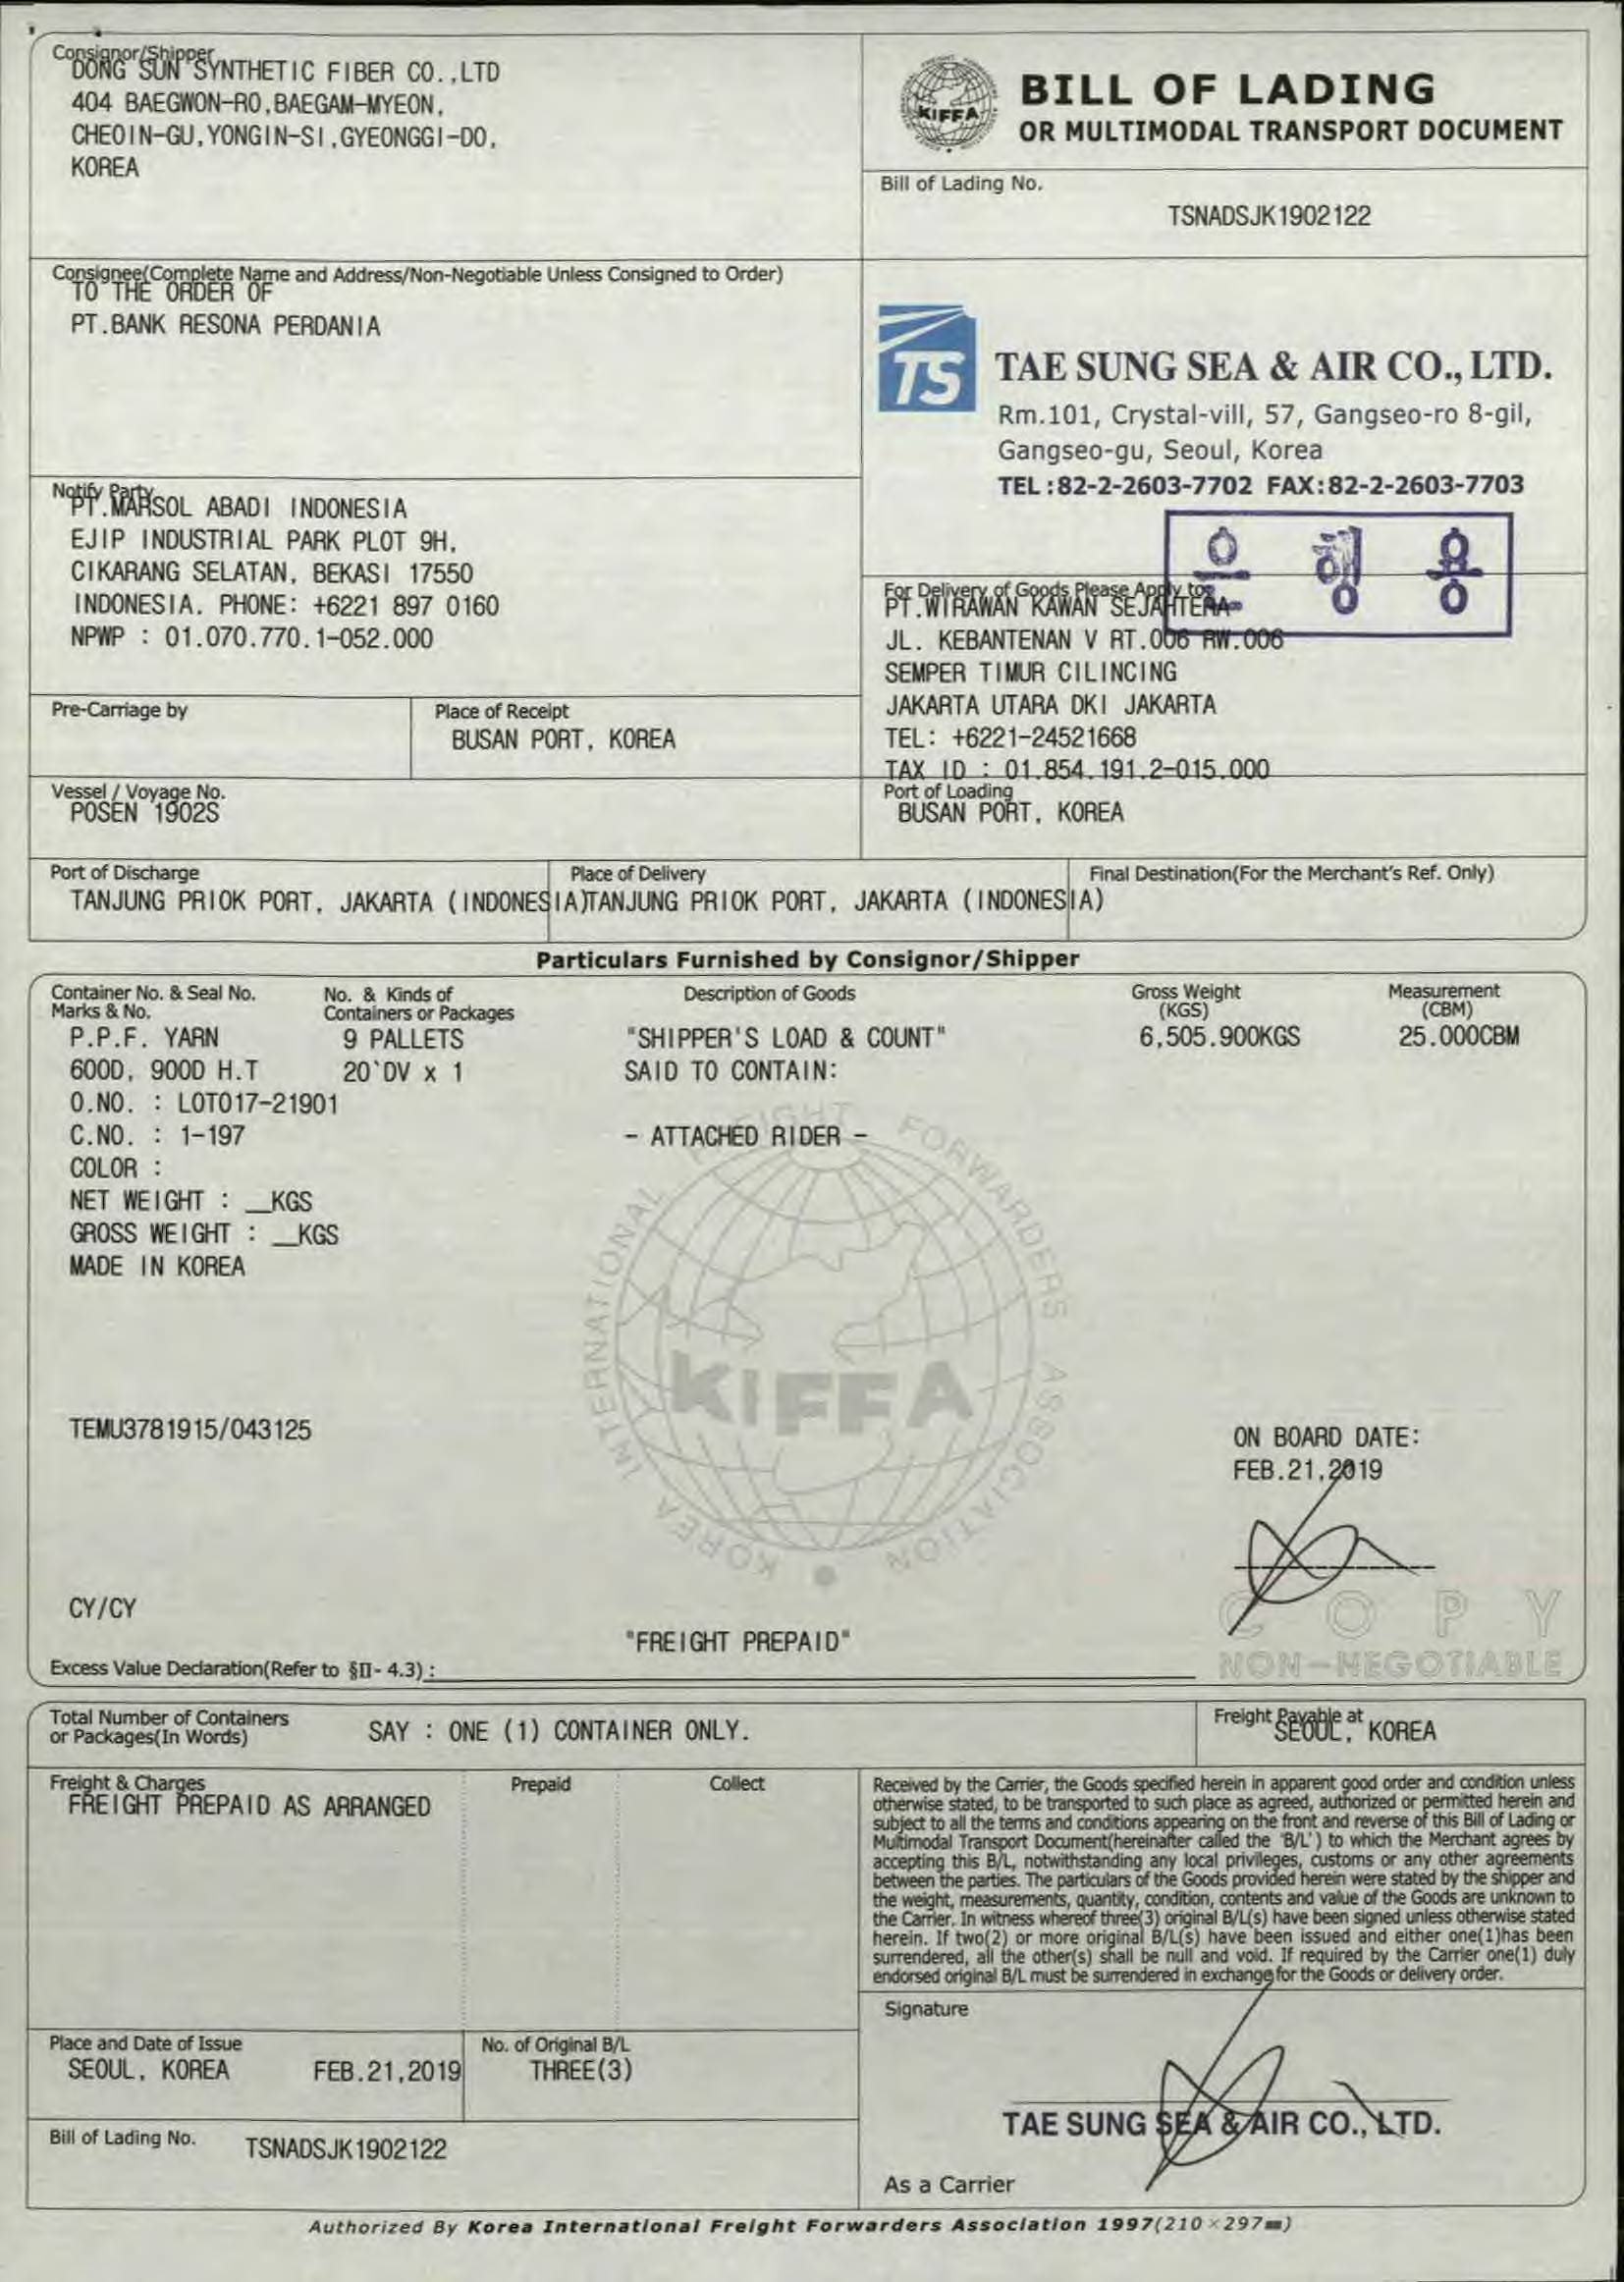 Consignor/Shipper
DONG SUN SYNTHETIC FIBER CO.,LTD
404 BAEGWON-RO,BAEGAM-MYEON,
CHEOIN-GU,YONGIN-SI,GYEONGGI-DO,
KOREA
KIFFA
BILL OF LADING
OR MULTIMODAL TRANSPORT DOCUMENT
Bill of Lading No.
TSNADSJK1902122
Consignee(Complete Name and Address/Non-Negotiable Unless Consigned to Order)
TO THE ORDER OF
PT.BANK RESONA PERDANIA
TS
TAE SUNG SEA & AIR CO., LTD.
Rm.101, Crystal-vill, 57, Gangseo-ro 8-gil,
Gangseo-gu, Seoul, Korea
TEL:82-2-2603-7702 FAX:82-2-2603-7703
은행용
Notify Party
PT.MARSOL ABADI INDONESIA
EJIP INDUSTRIAL PARK PLOT 9H,
CIKARANG SELATAN, BEKASI 17550
INDONESIA. PHONE: +6221 897 0160
NPWP : 01.070.770.1-052.000
For Delivery of Goods Please Apply to:
PT.WIRAWAN KAWAN SEJAHTERA
JL. KEBANTENAN V RT.006 RW.006
SEMPER TIMUR CILINCING
JAKARTA UTARA DKI JAKARTA
TEL: +6221-24521668
TAX ID : 01.854.191.2-015.000
Pre-Carriage by
Place of Receipt
BUSAN PORT, KOREA
Vessel / Voyage No.
POSEN 1902S
Port of Loading
BUSAN PORT, KOREA
Port of Discharge
TANJUNG PRIOK PORT, JAKARTA (INDONESIA)
Place of Delivery
TANJUNG PRIOK PORT, JAKARTA (INDONESIA)
Final Destination(For the Merchant's Ref. Only)
Particulars Furnished by Consignor/Shipper
Container No. & Seal No.
Marks & No.
No. & Kinds of
Containers or Packages
Description of Goods
Gross Weight
(KGS)
Measurement
(CBM)
P.P.F. YARN
9 PALLETS
"SHIPPER'S LOAD & COUNT"
6,505.900KGS
25.000CBM
600D, 900D H.T
20`DV x 1
SAID TO CONTAIN:
O.NO. : LOT017-21901
C.NO. : 1-197
- ATTACHED RIDER -
COLOR :
NET WEIGHT : __KGS
GROSS WEIGHT : __KGS
MADE IN KOREA
KOREA INTERNATIONAL FREIGHT FORWARDERS ASSOCIATION
KIFFA
TEMU3781915/043125
ON BOARD DATE:
FEB.21,2019
CY/CY
"FREIGHT PREPAID"
COPY
NON-NEGOTIABLE
Excess Value Declaration(Refer to §II- 4.3) :
Total Number of Containers
or Packages(In Words)
SAY : ONE (1) CONTAINER ONLY.
Freight Payable at
SEOUL, KOREA
Freight & Charges
Prepaid
Collect
FREIGHT PREPAID AS ARRANGED
Received by the Carrier, the Goods specified herein in apparent good order and condition unless
otherwise stated, to be transported to such place as agreed, authorized or permitted herein and
subject to all the terms and conditions appearing on the front and reverse of this Bill of Lading or
Multimodal Transport Document(hereinafter called the 'B/L') to which the Merchant agrees by
accepting this B/L, notwithstanding any local privileges, customs or any other agreements
between the parties. The particulars of the Goods provided herein were stated by the shipper and
the weight, measurements, quantity, condition, contents and value of the Goods are unknown to
the Carrier. In witness whereof three(3) original B/L(s) have been signed unless otherwise stated
herein. If two(2) or more original B/L(s) have been issued and either one(1)has been
surrendered, all the other(s) shall be null and void. If required by the Carrier one(1) duly
endorsed original B/L must be surrendered in exchange for the Goods or delivery order.
Signature
Place and Date of Issue
SEOUL, KOREA FEB.21,2019
No. of Original B/L
THREE(3)
TAE SUNG SEA & AIR CO., LTD.
Bill of Lading No.
TSNADSJK1902122
As a Carrier
Authorized By Korea International Freight Forwarders Association 1997(210×297㎜)